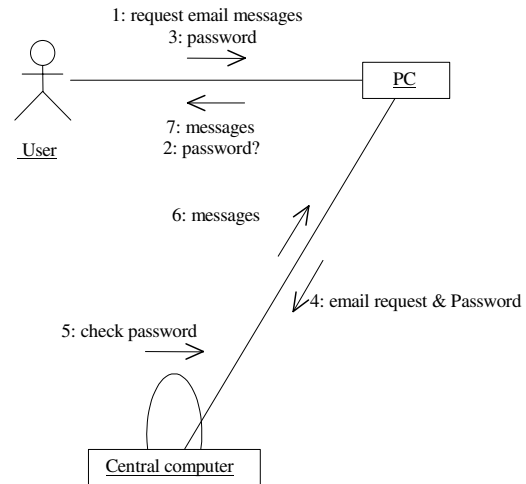 1: request email messages
3: password
PC
7: messages
2: password?
User
6: messages
4: email request & Password
5: check password
Central computer